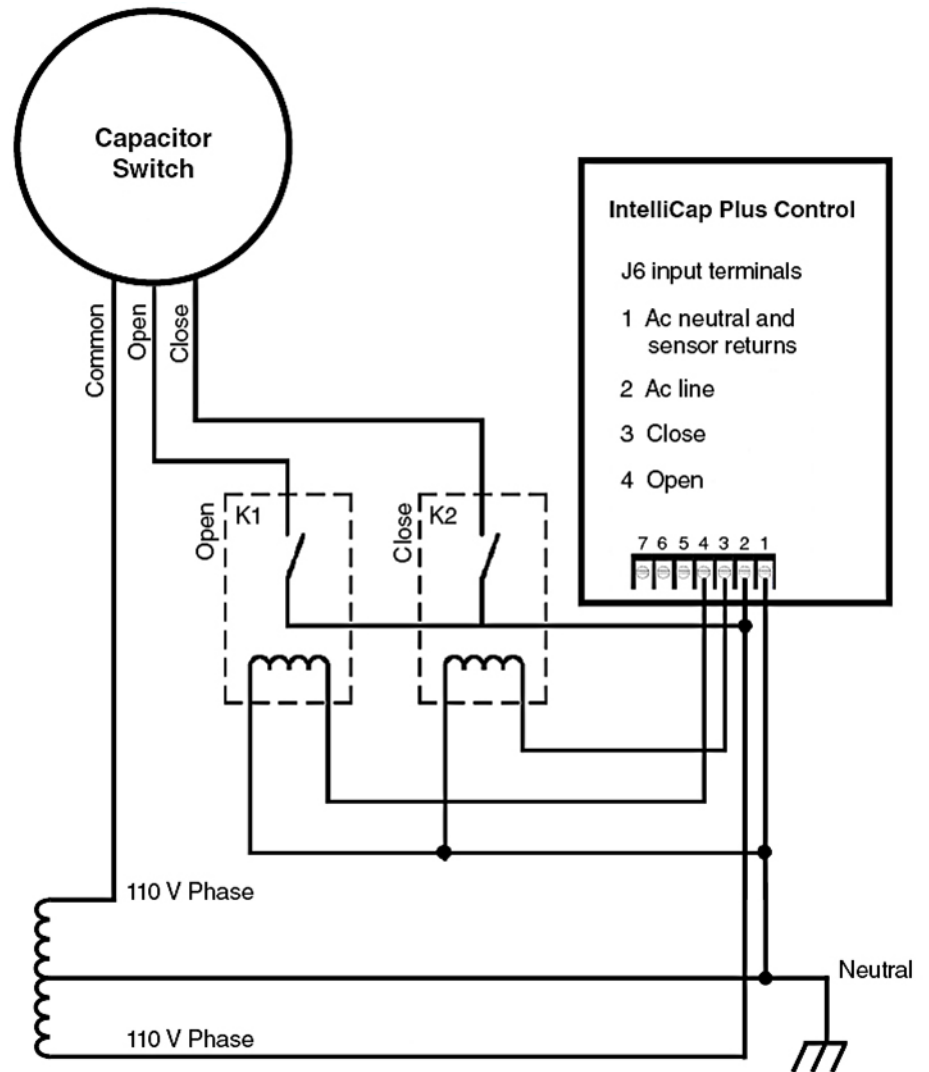 Capacitor
Switch
Common
Open
Close
IntelliCap Plus Control
J6 input terminals
1 Ac neutral and
sensor returns
2 Ac line
3 Close
4 Open
7 6 5 4 3 2 1
Open
K1
Close
K2
110 V Phase
Neutral
110 V Phase